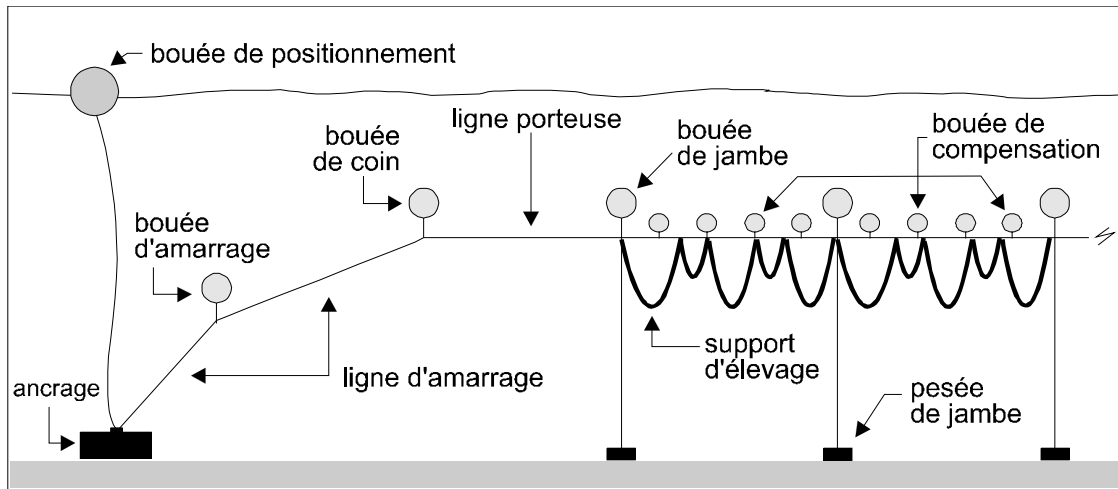 bouée de positionnement
bouée
de coin
ligne porteuse
bouée
de jambe
bouée de
compensation
bouée
d'amarrage
support
d'élevage
ligne d'amarrage
ancrage
pesée
de jambe